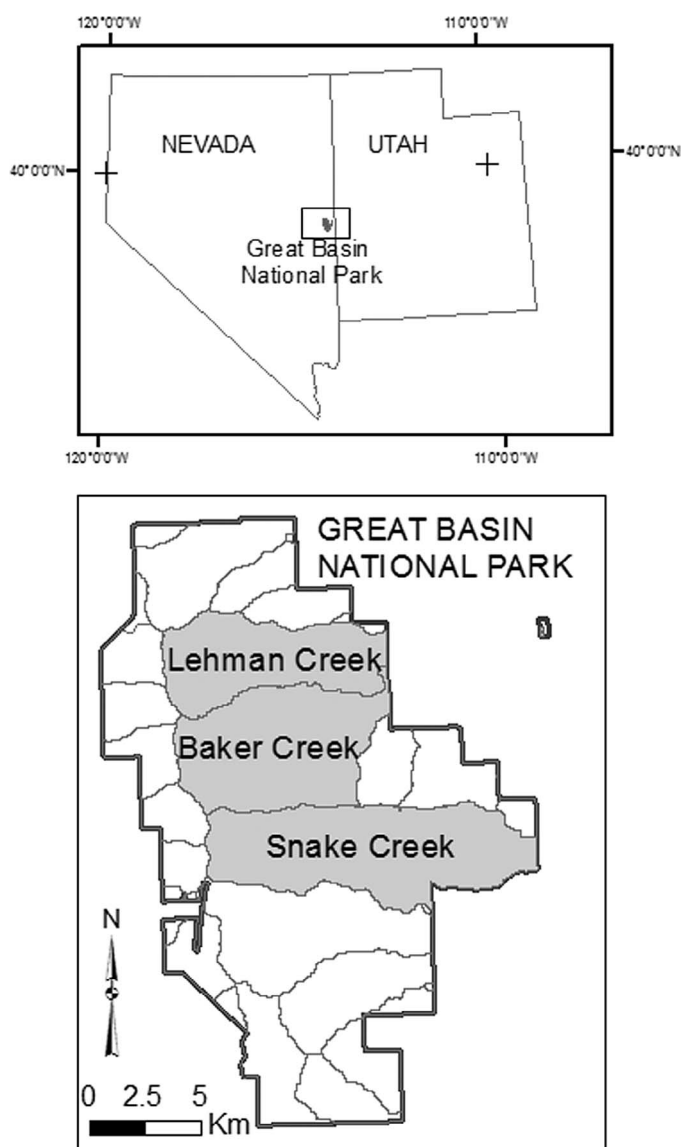 120°0'0"W 110°0'0"W
NEVADA UTAH
40°0'0"N 40°0'0"N
Great Basin
National Park
120°0'0"W 110°0'0"W
GREAT BASIN
NATIONAL PARK
Lehman Creek
Baker Creek
Snake Creek
N
0 2.5 5
Km